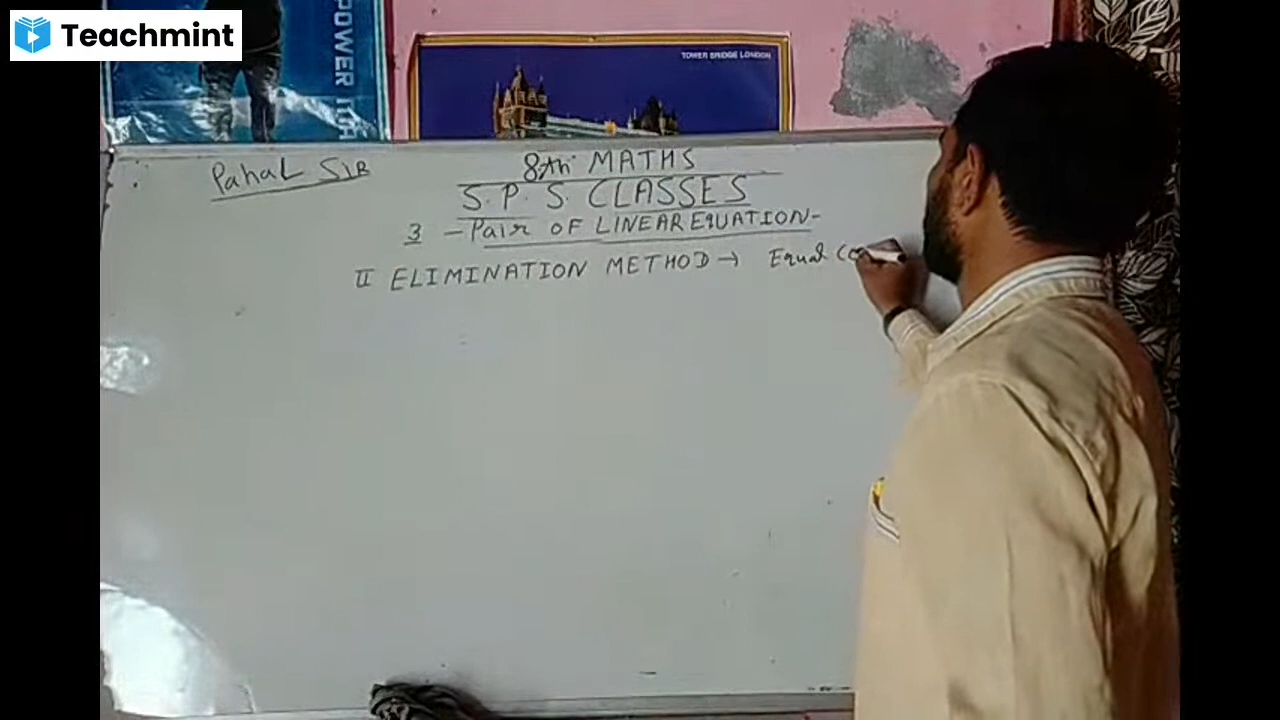 Teachmint
POWER
TOWER BRIDGE LONDON
Pahal SIR
8th MATHS
S.P.S. CLASSES
3 - Pair OF LINEAR EQUATION-
II ELIMINATION METHOD → Equal Co